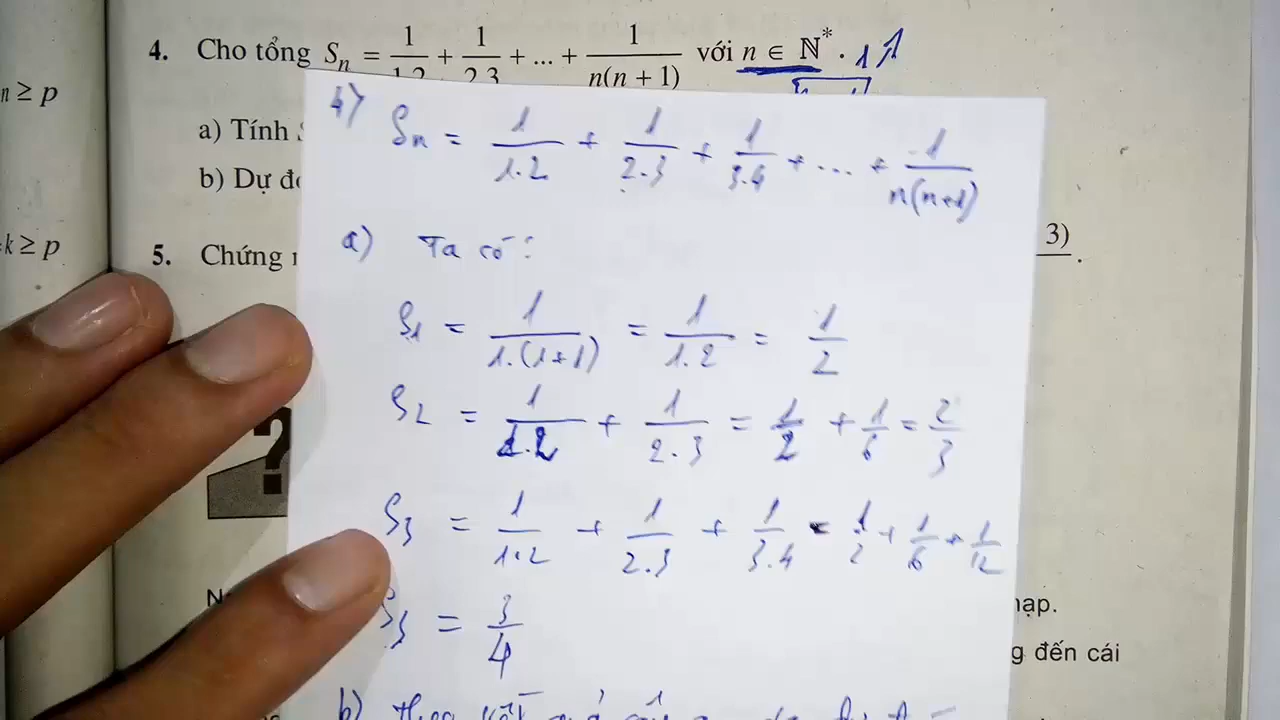 4. Cho tổng Sn = 1/1.2 + 1/2.3 + ... + 1/n(n + 1) với n ∈ ℕ*. 11
n ≥ p
a) Tính
b) Dự
k ≥ p
5. Chứng
3)
4) Sn = 1/1.2 + 1/2.3 + 1/3.4 + ... + 1/n(n+1)
a) Ta có:
S1 = 1/1.(1+1) = 1/1.2 = 1/2
S2 = 1/1.2 + 1/2.3 = 1/2 + 1/6 = 2/3
S3 = 1/1.2 + 1/2.3 + 1/3.4 = 1/2 + 1/6 + 1/12
S3 = 3/4
?
đến cái
b)